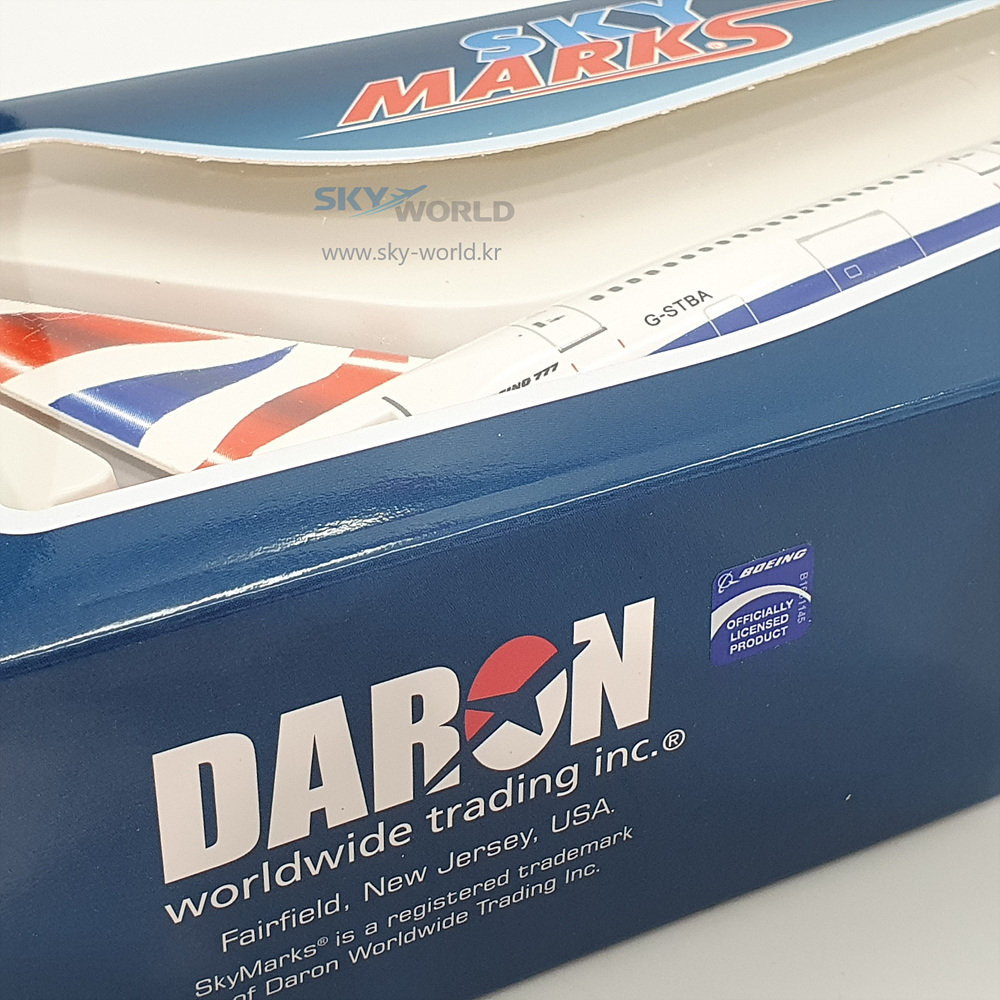 SKY
MARKS®
SKY WORLD
www.sky-world.kr
G-STBA
777
BOEING
OFFICIALLY
LICENSED
PRODUCT
DARON
worldwide trading inc.®
Fairfield, New Jersey, USA.
SkyMarks® is a registered trademark
of Daron Worldwide Trading Inc.